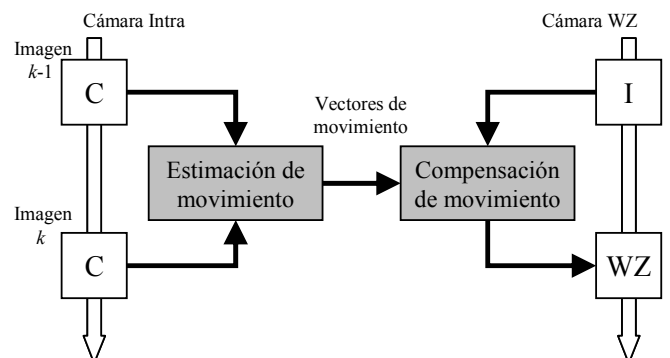 Cámara Intra
Cámara WZ
Imagen
k-1
C
I
Vectores de
movimiento
Estimación de
movimiento
Compensación
de movimiento
Imagen
k
C
WZ